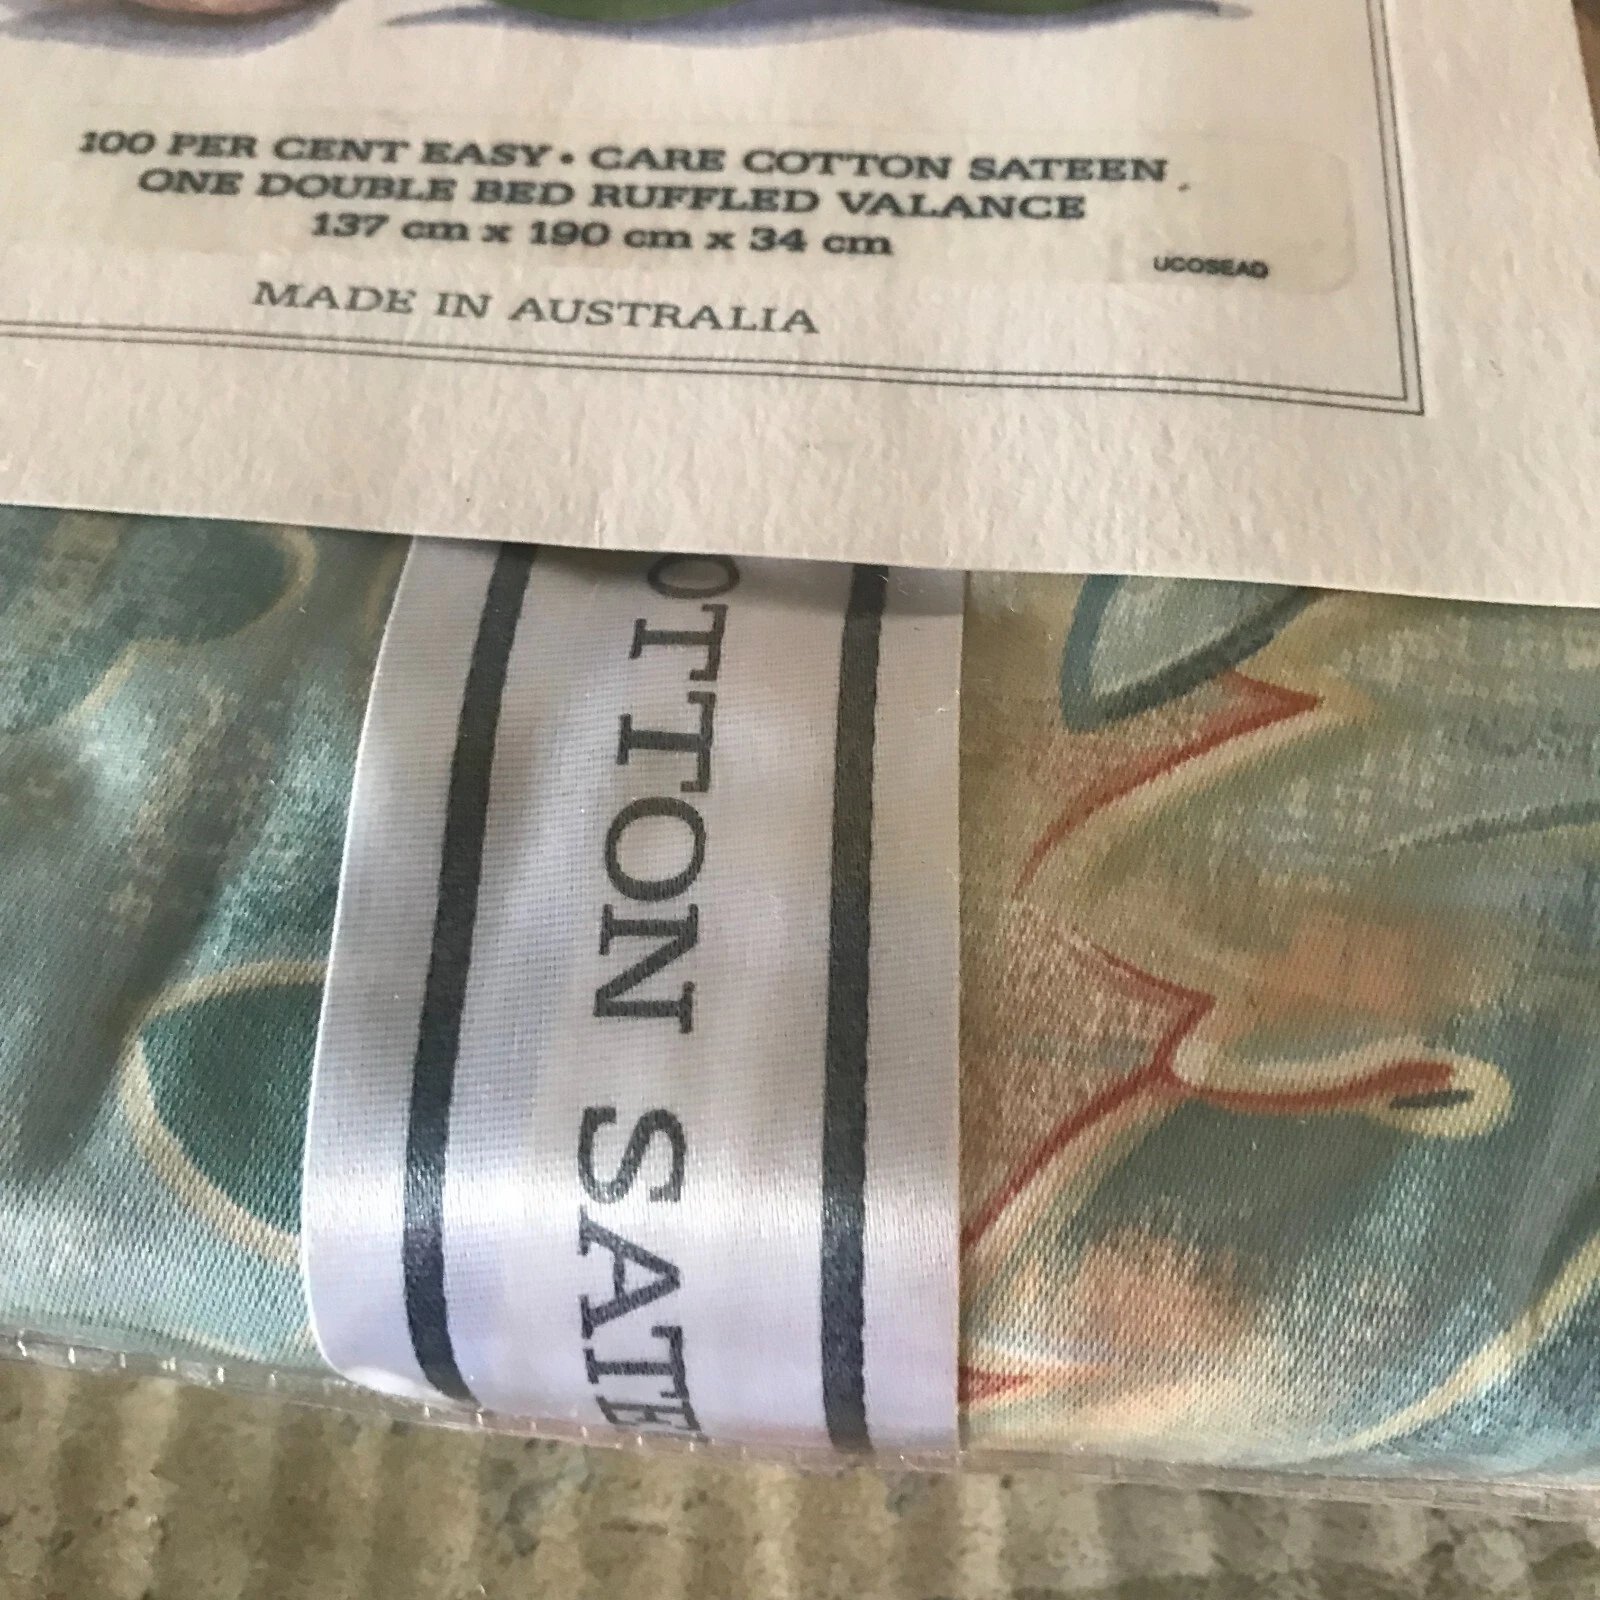 100 PER CENT EASY • CARE COTTON SATEEN
ONE DOUBLE BED RUFFLED VALANCE
137 cm x 190 cm x 34 cm
UCOSEAD
MADE IN AUSTRALIA
OTTON SATE